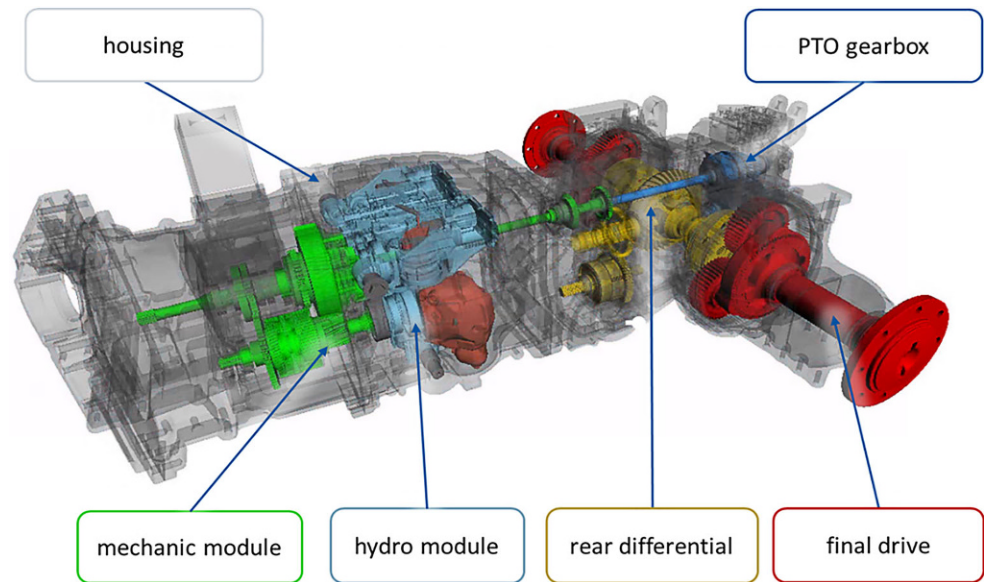 housing
PTO gearbox
mechanic module
hydro module
rear differential
final drive